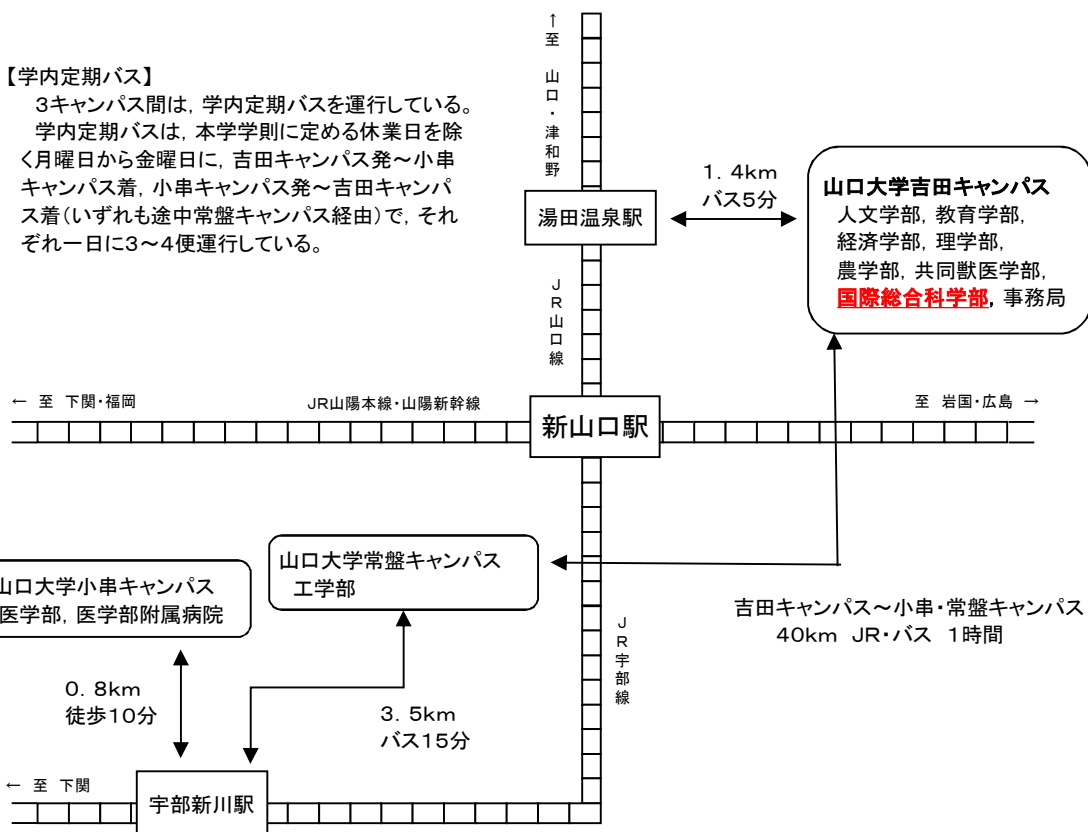 【学内定期バス】
3キャンパス間は，学内定期バスを運行している。
学内定期バスは，本学学則に定める休業日を除
く月曜日から金曜日に，吉田キャンパス発～小串
キャンパス着，小串キャンパス発～吉田キャンパ
ス着（いずれも途中常盤キャンパス経由）で，それ
ぞれ一日に3～4便運行している。
↑至 山口・津和野
湯田温泉駅
1．4km
バス5分
山口大学吉田キャンパス
人文学部，教育学部，
経済学部，理学部，
農学部，共同獣医学部，
国際総合科学部，事務局
JR山口線
← 至 下関・福岡
JR山陽本線・山陽新幹線
新山口駅
至 岩国・広島 →
山口大学常盤キャンパス
工学部
山口大学小串キャンパス
医学部，医学部附属病院
吉田キャンパス～小串・常盤キャンパス
40km JR・バス 1時間
JR宇部線
0．8km
徒歩10分
3．5km
バス15分
← 至 下関
宇部新川駅